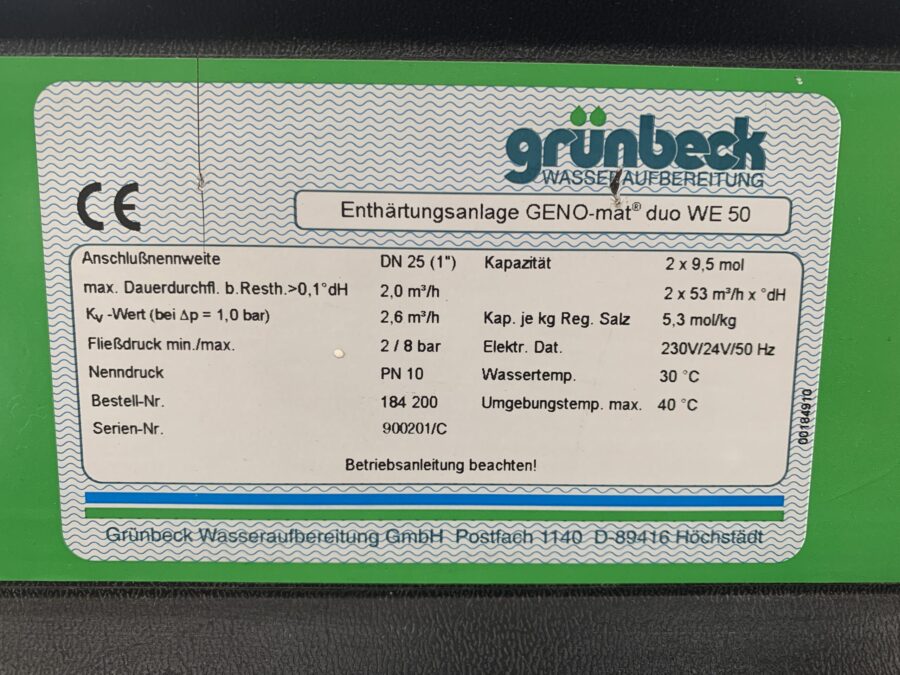 grünbeck
WASSERAUFBEREITUNG
CE
Enthärtungsanlage GENO-mat® duo WE 50
Anschlußnennweite DN 25 (1") Kapazität 2 x 9,5 mol
max. Dauerdurchfl. b.Resth.>0,1°dH 2,0 m³/h 2 x 53 m³/h x °dH
Kv -Wert (bei Δp = 1,0 bar) 2,6 m³/h Kap. je kg Reg. Salz 5,3 mol/kg
Fließdruck min./max. 2 / 8 bar Elektr. Dat. 230V/24V/50 Hz
Nenndruck PN 10 Wassertemp. 30 °C
Bestell-Nr. 184 200 Umgebungstemp. max. 40 °C
Serien-Nr. 900201/C
00184910
Betriebsanleitung beachten!
Grünbeck Wasseraufbereitung GmbH Postfach 1140 D-89416 Höchstädt